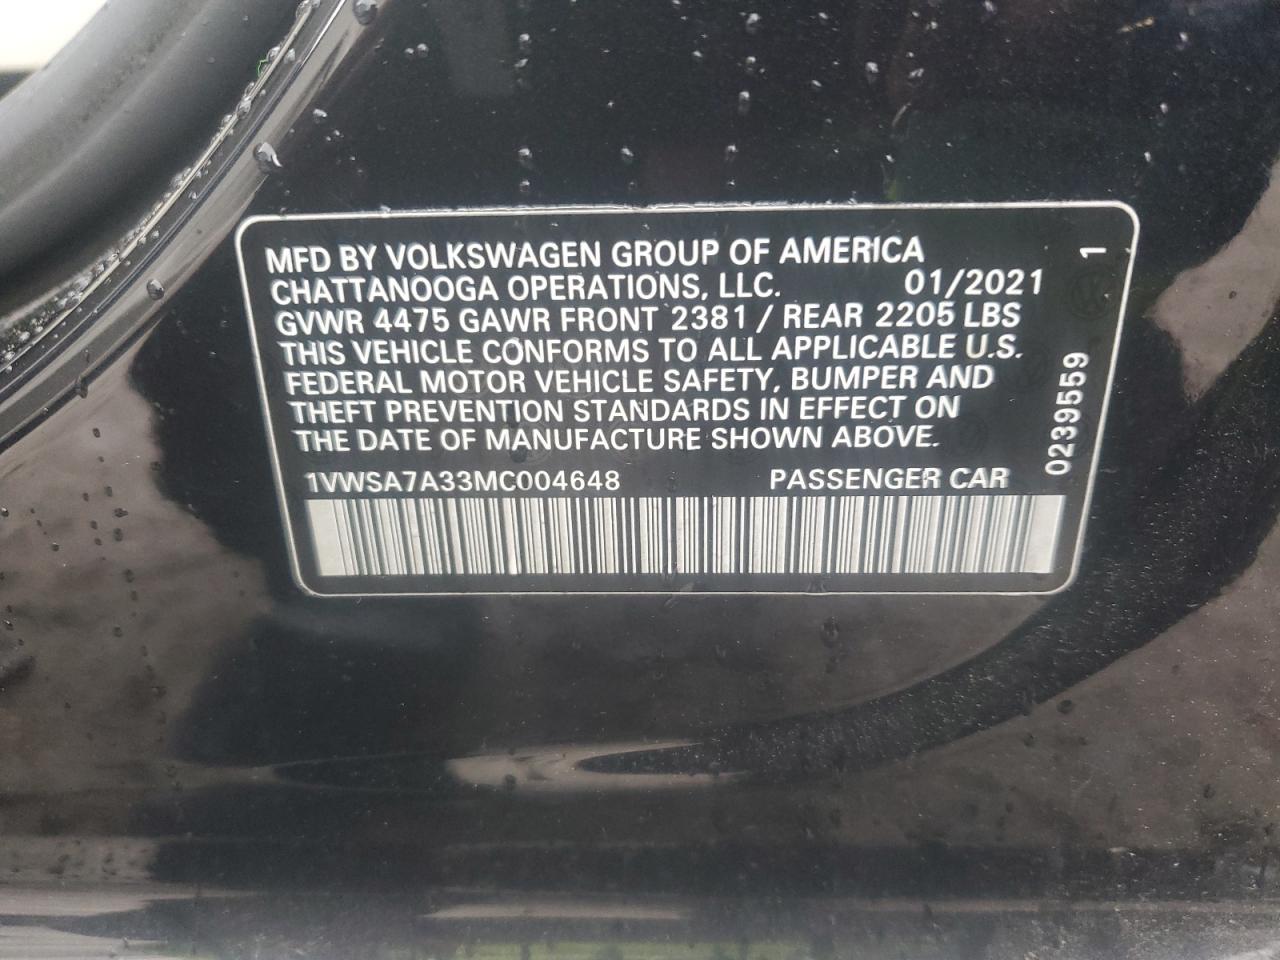 MFD BY VOLKSWAGEN GROUP OF AMERICA
CHATTANOOGA OPERATIONS, LLC. 01/2021
GVWR 4475 GAWR FRONT 2381 / REAR 2205 LBS
THIS VEHICLE CONFORMS TO ALL APPLICABLE U.S.
FEDERAL MOTOR VEHICLE SAFETY, BUMPER AND
THEFT PREVENTION STANDARDS IN EFFECT ON
THE DATE OF MANUFACTURE SHOWN ABOVE.
1VWSA7A33MC004648 PASSENGER CAR
0239559 1